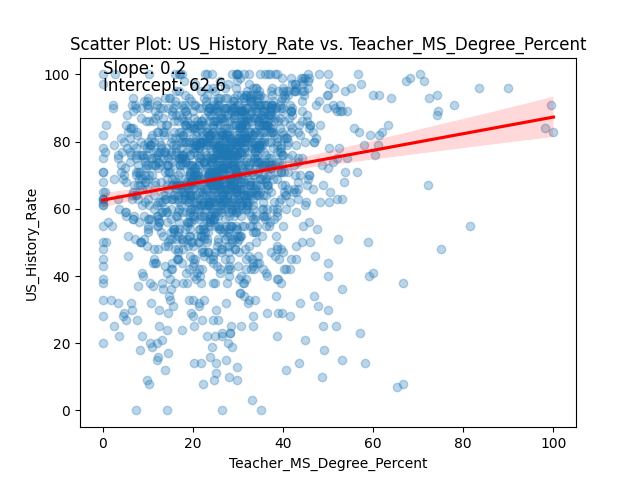 Scatter Plot: US_History_Rate vs. Teacher_MS_Degree_Percent
Slope: 0.2
Intercept: 62.6
100
80
60
40
20
0
US_History_Rate
0 20 40 60 80 100
Teacher_MS_Degree_Percent